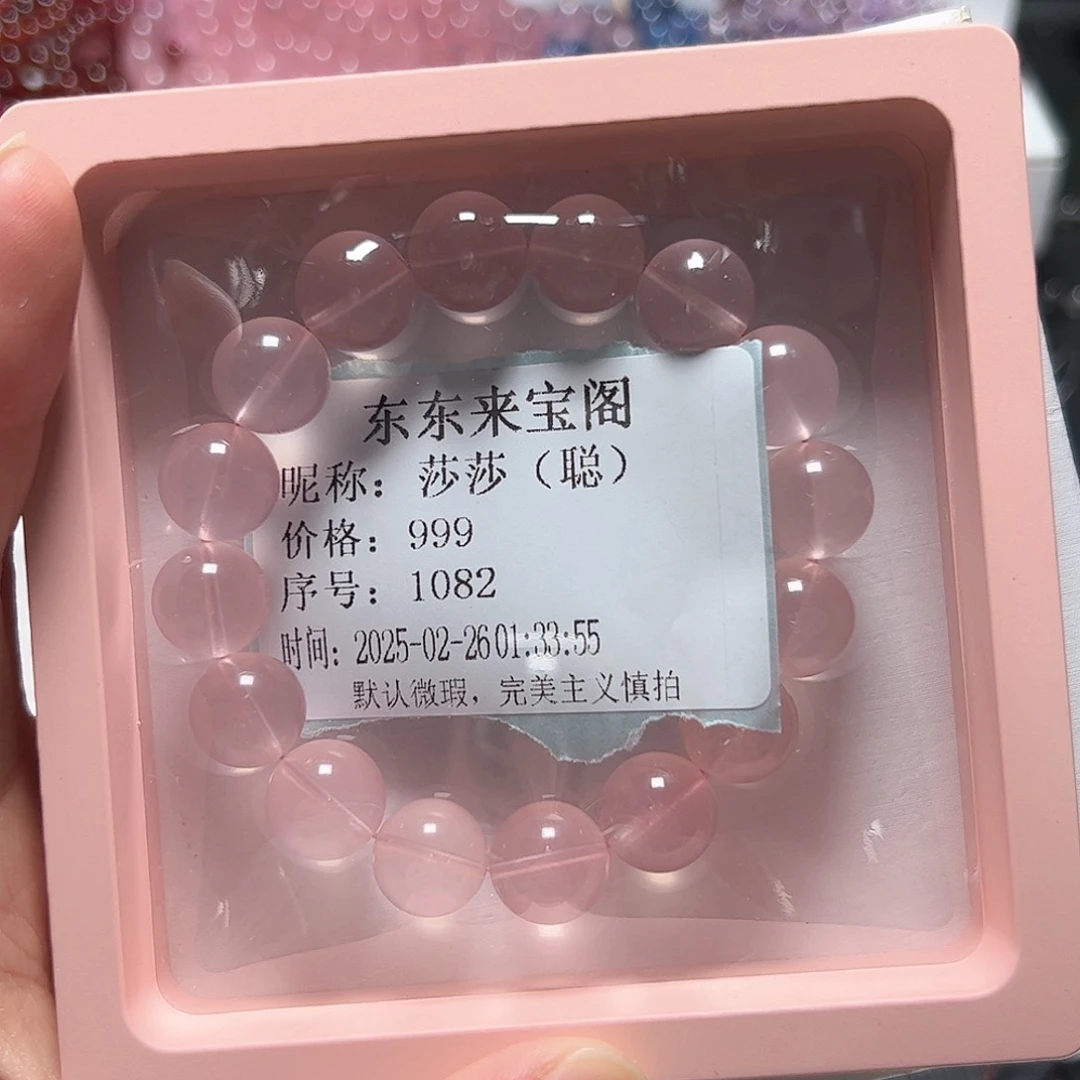 东东来宝阁
昵称：莎莎（聪）
价格：999
序号：1082
时间：2025-02-26 01:33:55
默认微瑕，完美主义慎拍